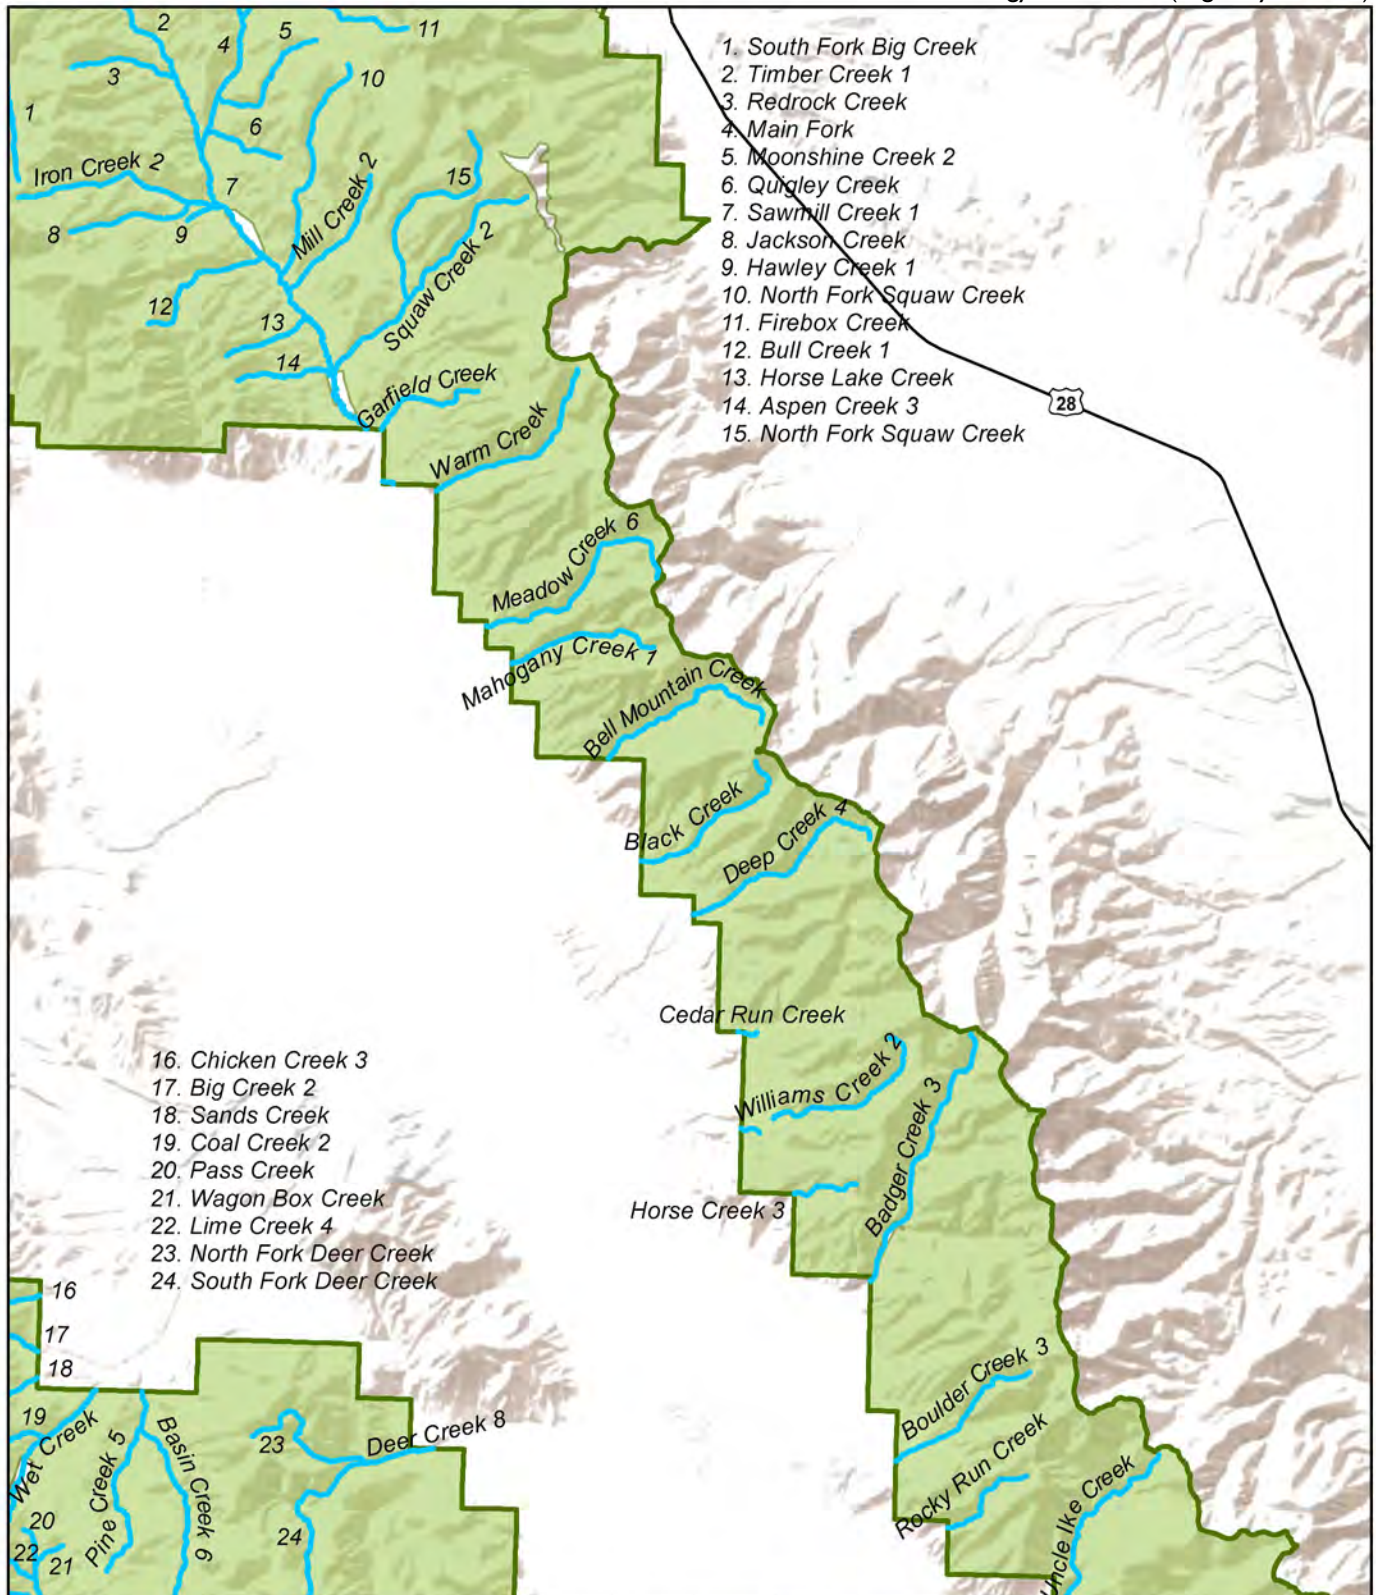 2
4
5
11
1. South Fork Big Creek
2. Timber Creek 1
3. Redrock Creek
4. Main Fork
5. Moonshine Creek 2
6. Quigley Creek
7. Sawmill Creek 1
8. Jackson Creek
9. Hawley Creek 1
10. North Fork Squaw Creek
11. Firebox Creek
12. Bull Creek 1
13. Horse Lake Creek
14. Aspen Creek 3
15. North Fork Squaw Creek
3
10
1
6
Iron Creek 2
7
15
Mill Creek 2
8
9
Squaw Creek 2
12
13
14
28
Garfield Creek
Warm Creek
Meadow Creek 6
Mahogany Creek 1
Bell Mountain Creek
Black Creek
Deep Creek 4
Cedar Run Creek
Williams Creek 2
Badger Creek 3
Horse Creek 3
16. Chicken Creek 3
17. Big Creek 2
18. Sands Creek
19. Coal Creek 2
20. Pass Creek
21. Wagon Box Creek
22. Lime Creek 4
23. North Fork Deer Creek
24. South Fork Deer Creek
16
17
18
19
Wet Creek
Pine Creek 5
Basin Creek 6
23
Deer Creek 8
20
22
21
24
Boulder Creek 3
Rocky Run Creek
Uncle Ike Creek